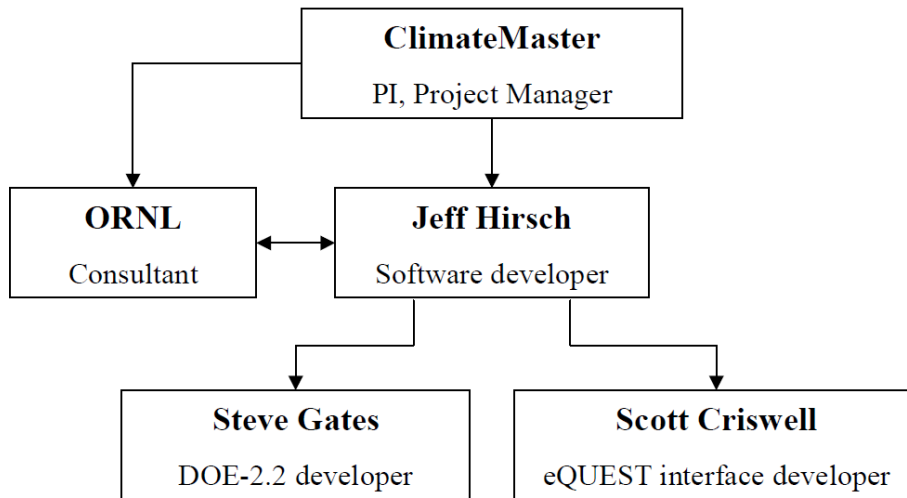 ClimateMaster
PI, Project Manager
ORNL
Consultant
Jeff Hirsch
Software developer
Steve Gates
DOE-2.2 developer
Scott Criswell
eQUEST interface developer